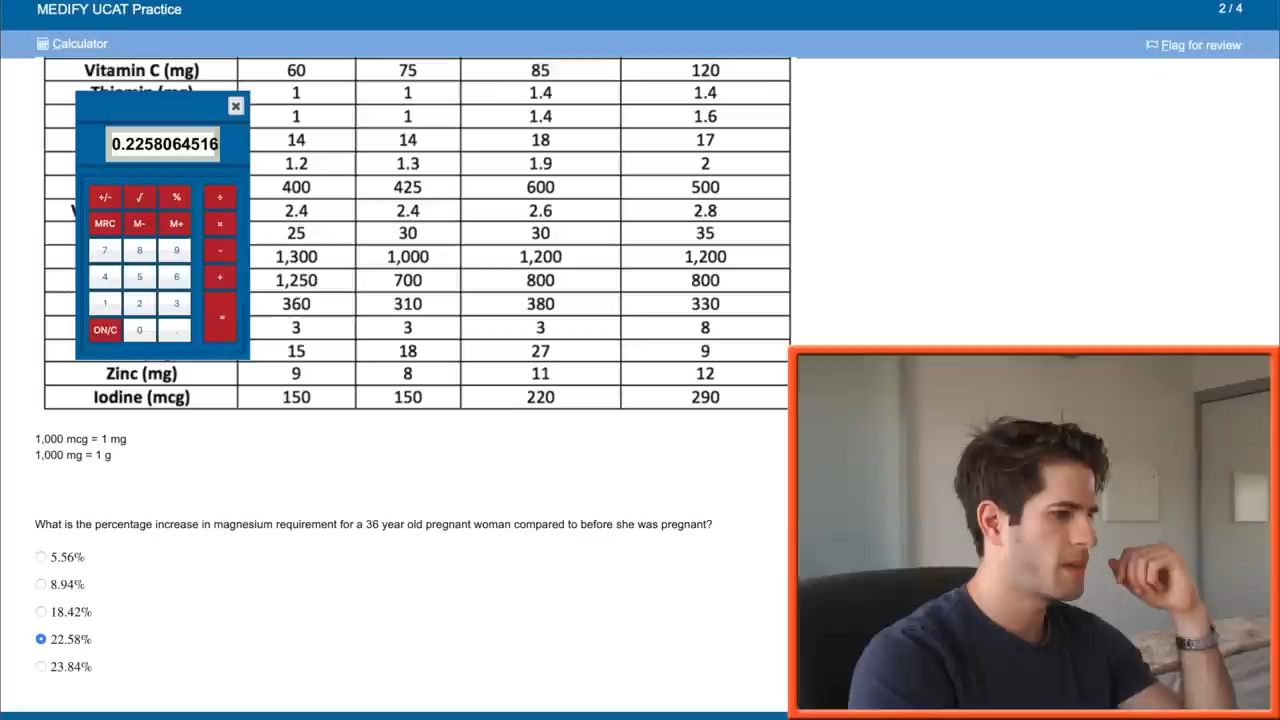 MEDIFY UCAT Practice
2 / 4
Calculator
Flag for review
Vitamin C (mg) 60 75 85 120
1 1 1.4 1.4
1 1 1.4 1.6
14 14 18 17
1.2 1.3 1.9 2
400 425 600 500
2.4 2.4 2.6 2.8
25 30 30 35
1,300 1,000 1,200 1,200
1,250 700 800 800
360 310 380 330
3 3 3 8
15 18 27 9
Zinc (mg) 9 8 11 12
Iodine (mcg) 150 150 220 290
0.2258064516
+/- √ % ÷
MRC M- M+ ×
7 8 9 -
4 5 6 +
1 2 3 =
ON/C 0 .
1,000 mcg = 1 mg
1,000 mg = 1 g
What is the percentage increase in magnesium requirement for a 36 year old pregnant woman compared to before she was pregnant?
5.56%
8.94%
18.42%
22.58%
23.84%